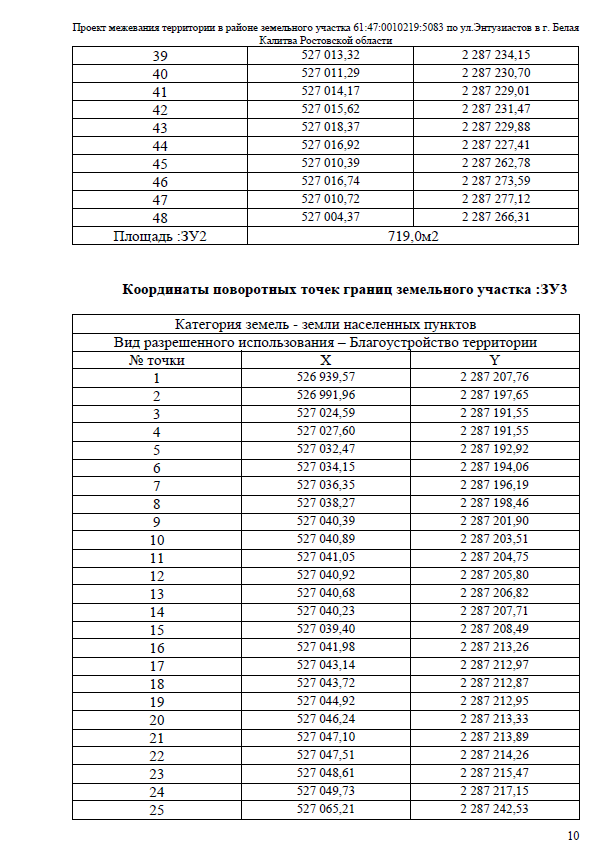 Проект межевания территории в районе земельного участка 61:47:0010219:5083 по ул.Энтузиастов в г. Белая
Калитва Ростовской области
39 527 013,32 2 287 234,15
40 527 011,29 2 287 230,70
41 527 014,17 2 287 229,01
42 527 015,62 2 287 231,47
43 527 018,37 2 287 229,88
44 527 016,92 2 287 227,41
45 527 010,39 2 287 262,78
46 527 016,74 2 287 273,59
47 527 010,72 2 287 277,12
48 527 004,37 2 287 266,31
Площадь :ЗУ2 719,0м2
Координаты поворотных точек границ земельного участка :ЗУ3
Категория земель - земли населенных пунктов
Вид разрешенного использования – Благоустройство территории
№ точки X Y
1 526 939,57 2 287 207,76
2 526 991,96 2 287 197,65
3 527 024,59 2 287 191,55
4 527 027,60 2 287 191,55
5 527 032,47 2 287 192,92
6 527 034,15 2 287 194,06
7 527 036,35 2 287 196,19
8 527 038,27 2 287 198,46
9 527 040,39 2 287 201,90
10 527 040,89 2 287 203,51
11 527 041,05 2 287 204,75
12 527 040,92 2 287 205,80
13 527 040,68 2 287 206,82
14 527 040,23 2 287 207,71
15 527 039,40 2 287 208,49
16 527 041,98 2 287 213,26
17 527 043,14 2 287 212,97
18 527 043,72 2 287 212,87
19 527 044,92 2 287 212,95
20 527 046,24 2 287 213,33
21 527 047,10 2 287 213,89
22 527 047,51 2 287 214,26
23 527 048,61 2 287 215,47
24 527 049,73 2 287 217,15
25 527 065,21 2 287 242,53
10